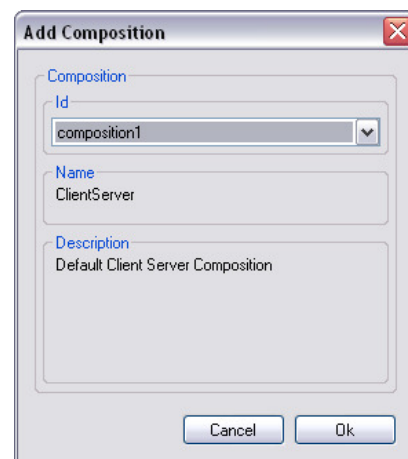 Add Composition
Composition
Id
composition1
Name
ClientServer
Description
Default Client Server Composition
Cancel
Ok